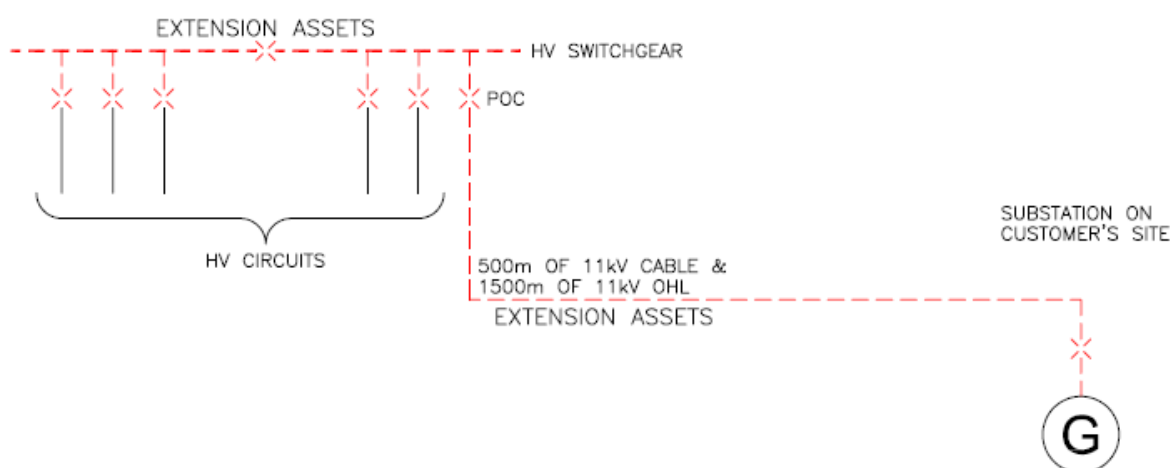 EXTENSION ASSETS
HV SWITCHGEAR
POC
SUBSTATION ON
CUSTOMER'S SITE
HV CIRCUITS
500m OF 11kV CABLE &
1500m OF 11kV OHL
EXTENSION ASSETS
G